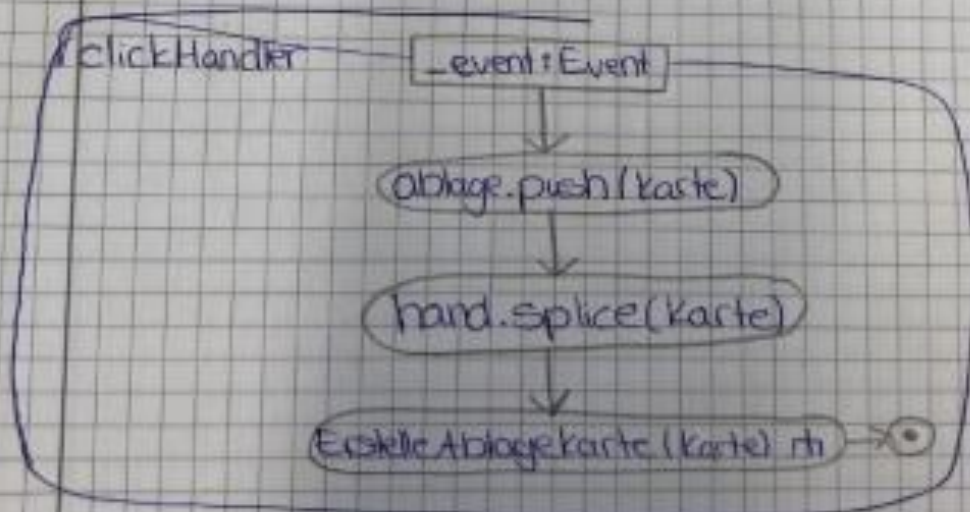 clickHandler
_event: Event
ablage.push(Karte)
hand.splice(Karte)
ErstelleAblagekarte(Karte)